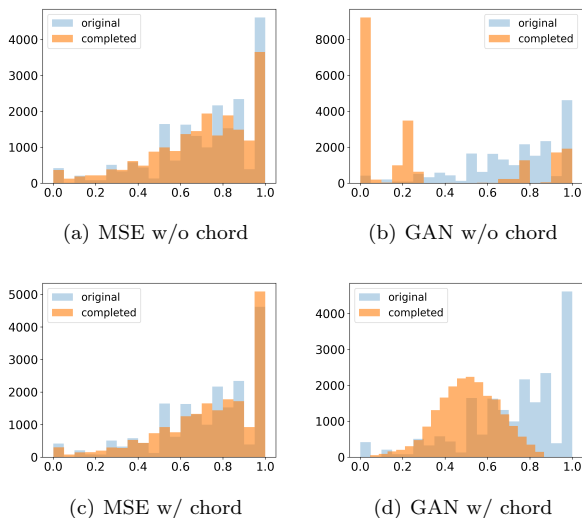 original
completed
4000
3000
2000
1000
0
0.0 0.2 0.4 0.6 0.8 1.0
(a) MSE w/o chord
original
completed
8000
6000
4000
2000
0
0.0 0.2 0.4 0.6 0.8 1.0
(b) GAN w/o chord
original
completed
5000
4000
3000
2000
1000
0
0.0 0.2 0.4 0.6 0.8 1.0
(c) MSE w/ chord
original
completed
4000
3000
2000
1000
0
0.0 0.2 0.4 0.6 0.8 1.0
(d) GAN w/ chord